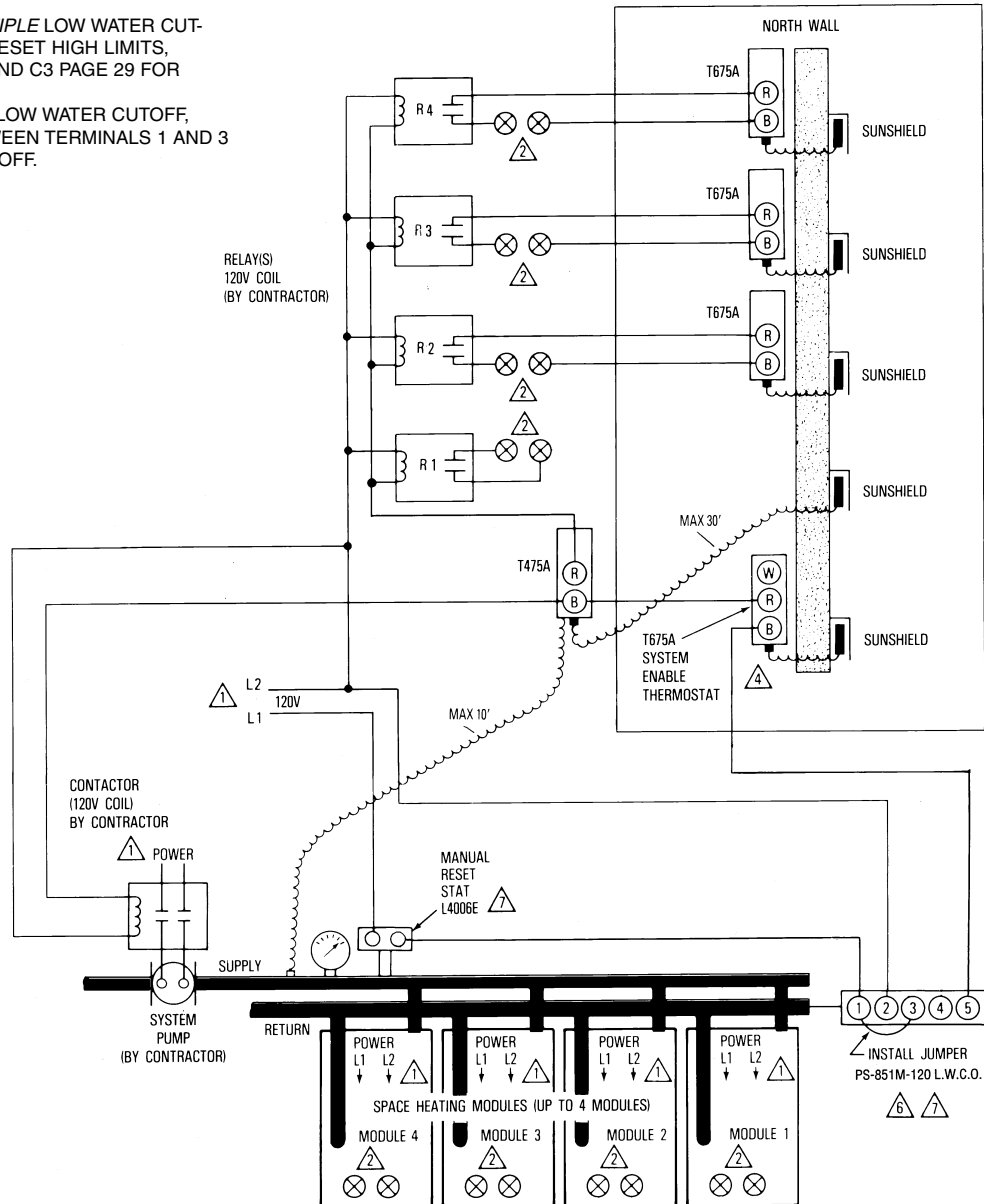 IPLE LOW WATER CUT-
ESET HIGH LIMITS,
ND C3 PAGE 29 FOR
LOW WATER CUTOFF,
WEEN TERMINALS 1 AND 3
OFF.
NORTH WALL
T675A
R
B
R 4
2
SUNSHIELD
T675A
R
B
R 3
2
SUNSHIELD
RELAY(S)
120V COIL
(BY CONTRACTOR)
T675A
R
B
R 2
2
SUNSHIELD
2
R 1
SUNSHIELD
MAX 30'
T475A
R
B
W
R
B
T675A
SYSTEM
ENABLE
THERMOSTAT
4
SUNSHIELD
1
L2
120V
L1
MAX 10'
CONTACTOR
(120V COIL)
BY CONTRACTOR
1
POWER
MANUAL
RESET
STAT
L4006E
7
SUPPLY
SYSTEM
PUMP
(BY CONTRACTOR)
RETURN
1 2 3 4 5
INSTALL JUMPER
PS-851M-120 L.W.C.O.
6 7
POWER
L1 L2
1
POWER
L1 L2
1
POWER
L1 L2
1
POWER
L1 L2
1
SPACE HEATING MODULES (UP TO 4 MODULES)
MODULE 4
2
MODULE 3
2
MODULE 2
2
MODULE 1
2